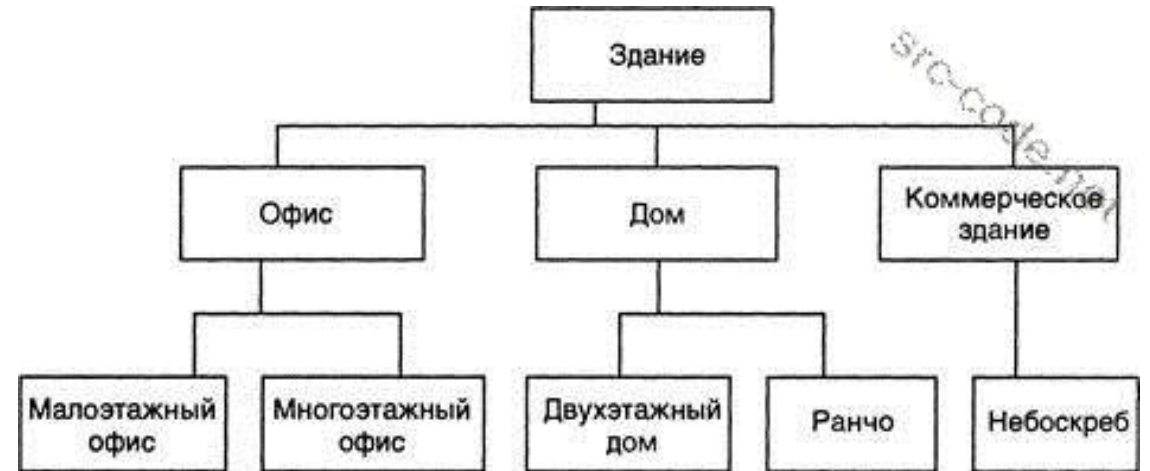 Здание
src-code.net
Офис
Дом
Коммерческое
здание
Малоэтажный
офис
Многоэтажный
офис
Двухэтажный
дом
Ранчо
Небоскреб